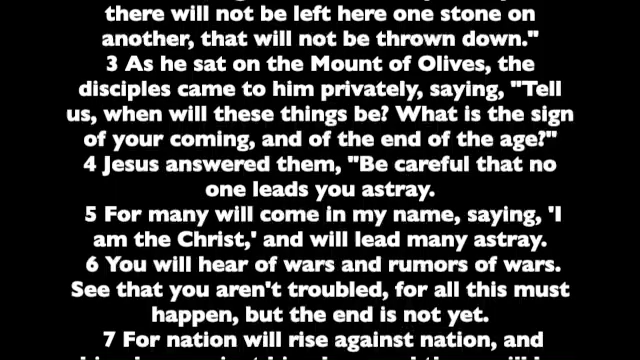 there will not be left here one stone on
another, that will not be thrown down."
3 As he sat on the Mount of Olives, the
disciples came to him privately, saying, "Tell
us, when will these things be? What is the sign
of your coming, and of the end of the age?"
4 Jesus answered them, "Be careful that no
one leads you astray.
5 For many will come in my name, saying, 'I
am the Christ,' and will lead many astray.
6 You will hear of wars and rumors of wars.
See that you aren't troubled, for all this must
happen, but the end is not yet.
7 For nation will rise against nation, and